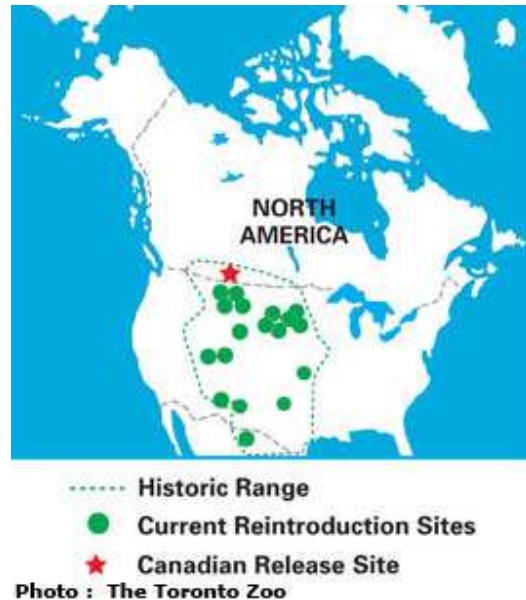 NORTH
AMERICA
Historic Range
Current Reintroduction Sites
Canadian Release Site
Photo : The Toronto Zoo